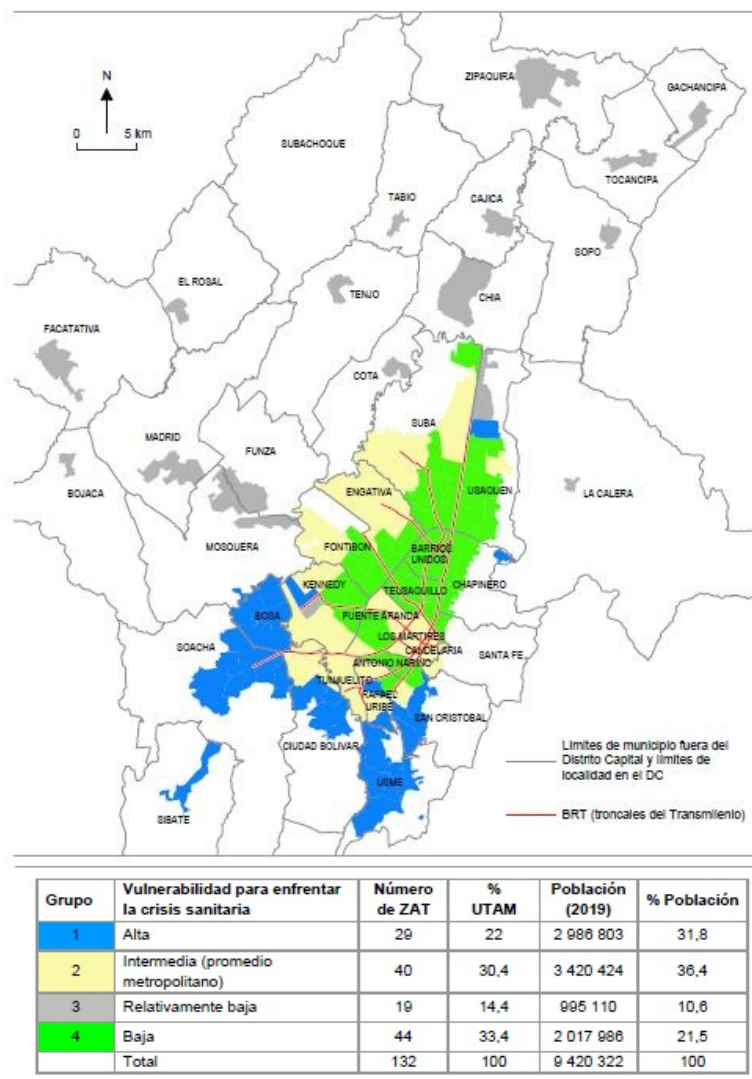 N
0 5 km
ZIPAQUIRA
GACHANCIPA
SUBACHOQUE
TOCANCIPA
TABIO
CAJICA
SOPO
EL ROSAL
TENJO
CHIA
FACATATIVA
COTA
SUBA
MADRID
FUNZA
BOJACA
USAQUEN
LA CALERA
ENGATIVA
MOSQUERA
FONTIBON
BARRIOS
UNIDOS
KENNEDY
TEUSAQUILLO
CHAPINERO
BOSA
PUENTE ARANDA
SOACHA
LOS MARTIRES
CANDELARIA
SANTA FE
ANTONIO NARINO
TUNJUELITO
RAFAEL
URIBE
SAN CRISTOBAL
CIUDAD BOLIVAR
USME
SIBATE
Límites de municipio fuera del
Distrito Capital y límites de
localidad en el DC
BRT (troncales del Transmilenio)
Grupo Vulnerabilidad para enfrentar la crisis sanitaria Número de ZAT % UTAM Población (2019) % Población
1 Alta 29 22 2 986 803 31,8
2 Intermedia (promedio metropolitano) 40 30,4 3 420 424 36,4
3 Relativamente baja 19 14,4 995 110 10,6
4 Baja 44 33,4 2 017 986 21,5
Total 132 100 9 420 322 100